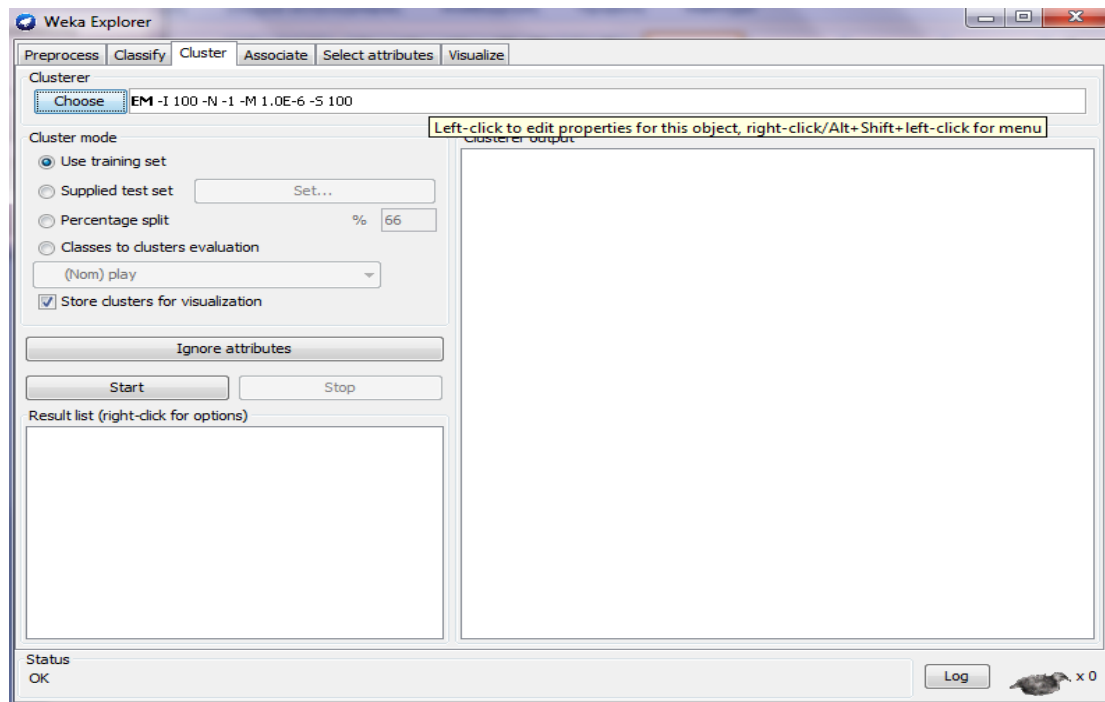 Weka Explorer
Preprocess Classify Cluster Associate Select attributes Visualize
Clusterer
Choose EM -I 100 -N -1 -M 1.0E-6 -S 100
Left-click to edit properties for this object, right-click/Alt+Shift+left-click for menu
Cluster mode
Clusterer output
Use training set
Supplied test set Set...
Percentage split % 66
Classes to clusters evaluation
(Nom) play
Store clusters for visualization
Ignore attributes
Start Stop
Result list (right-click for options)
Status
OK
Log x 0